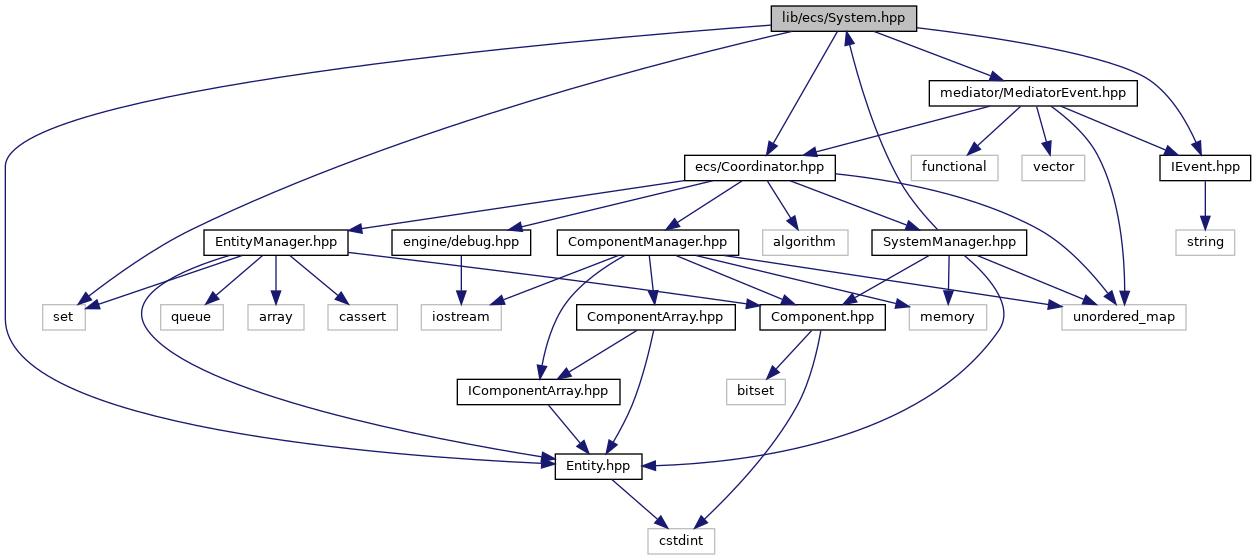 lib/ecs/System.hpp
mediator/MediatorEvent.hpp
ecs/Coordinator.hpp
functional
vector
IEvent.hpp
EntityManager.hpp
engine/debug.hpp
ComponentManager.hpp
algorithm
SystemManager.hpp
string
set
queue
array
cassert
iostream
ComponentArray.hpp
Component.hpp
memory
unordered_map
IComponentArray.hpp
bitset
Entity.hpp
cstdint